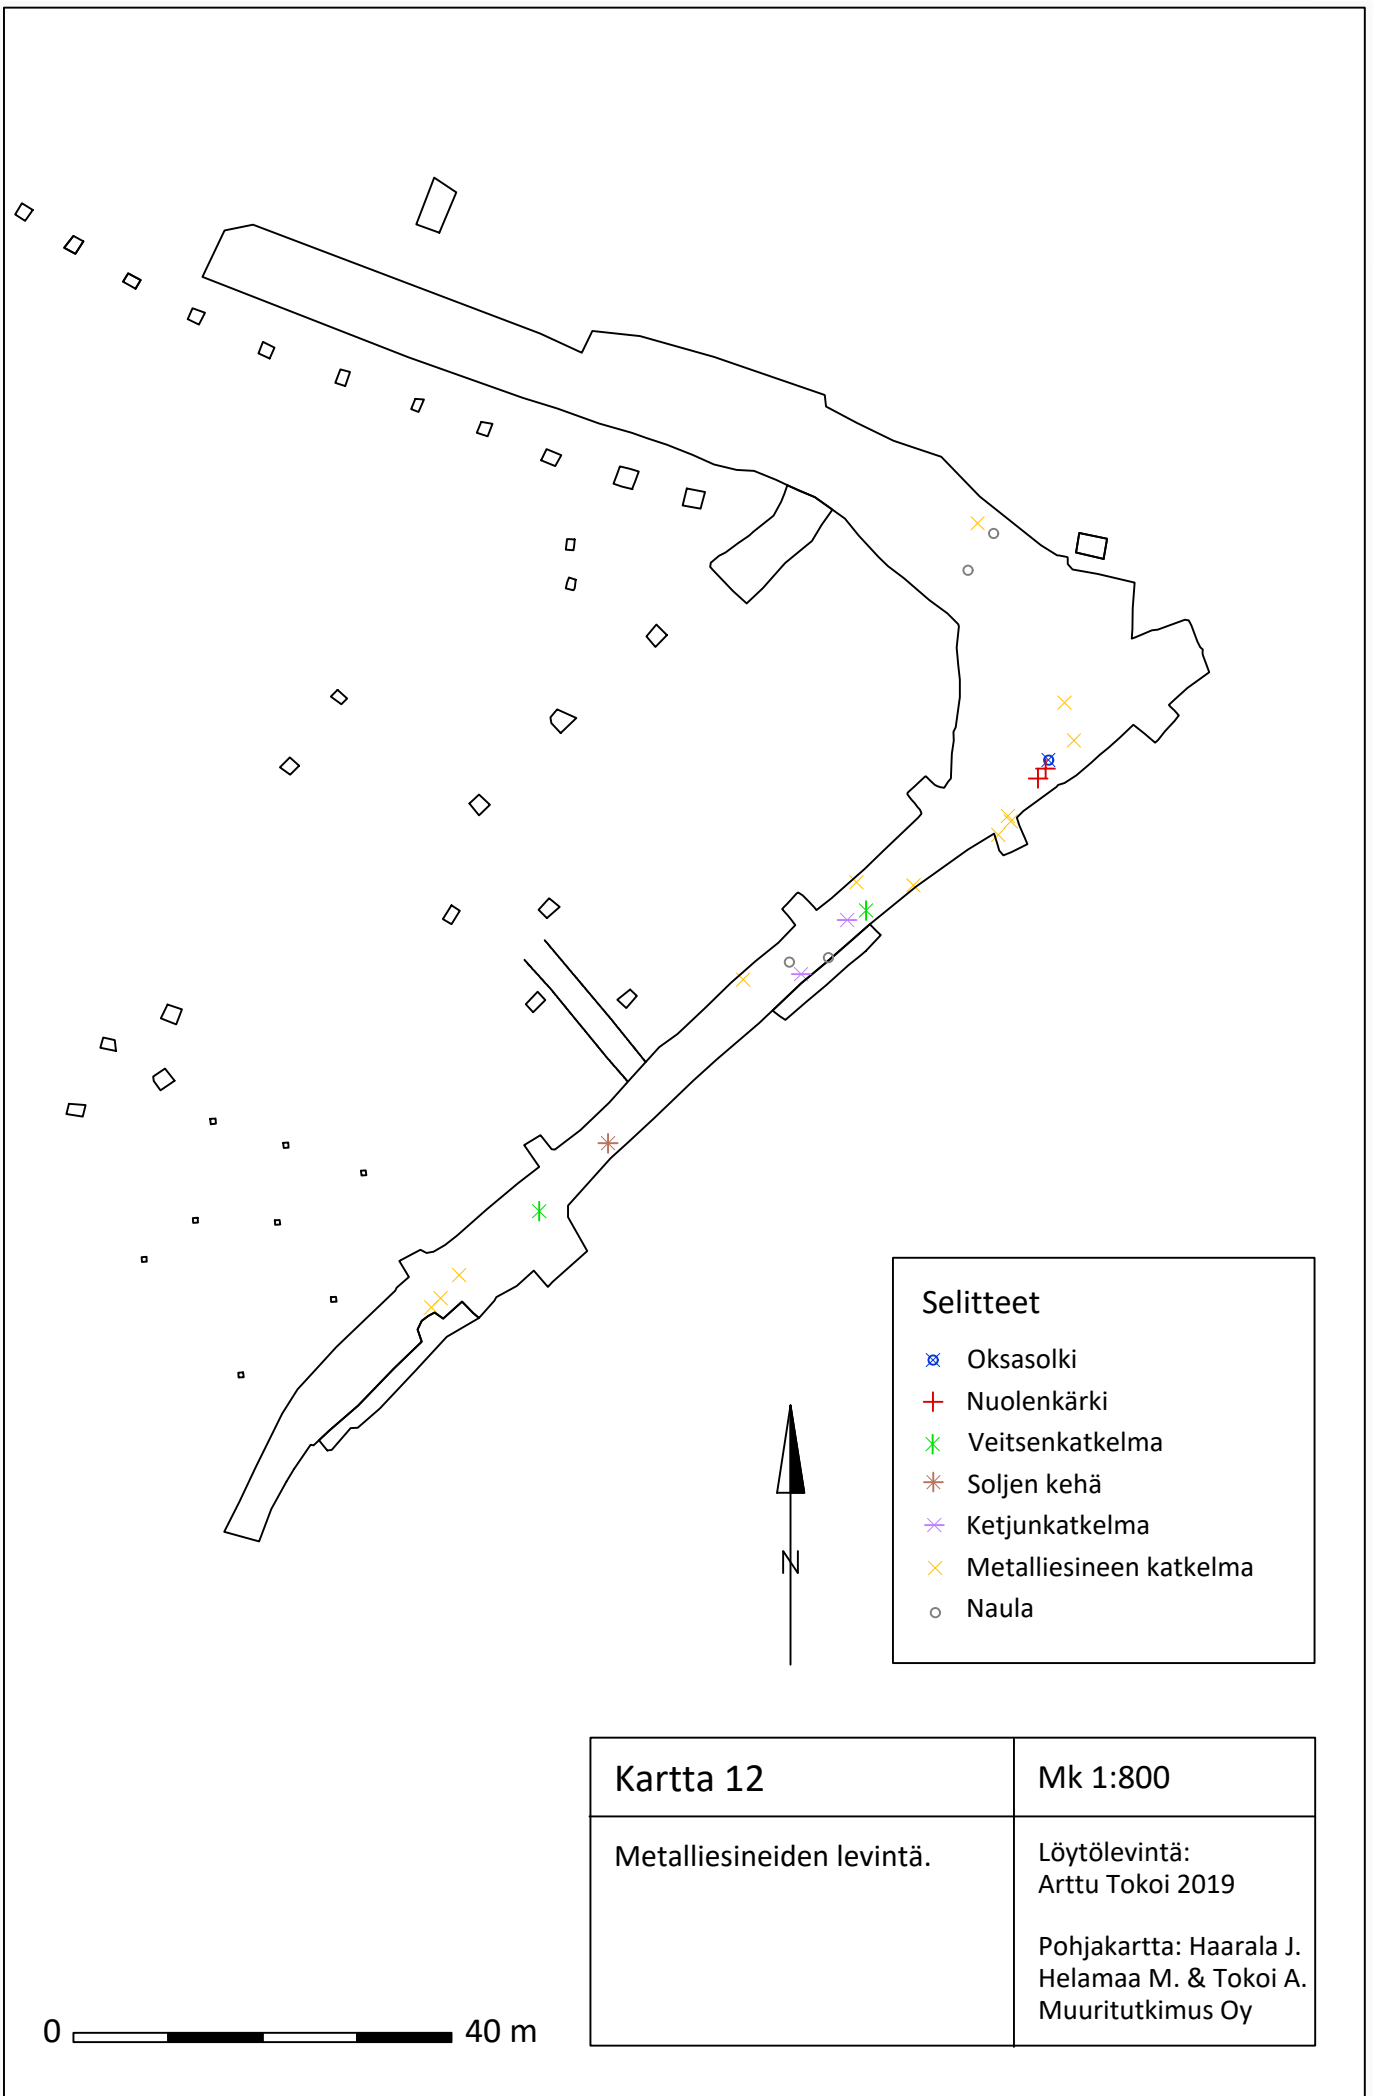 N
Selitteet
Oksasolki
Nuolenkärki
Veitsenkatkelma
Soljen kehä
Ketjunkatkelma
Metalliesineen katkelma
Naula
Kartta 12
Mk 1:800
Metalliesineiden levintä.
Löytölevintä:
Arttu Tokoi 2019
Pohjakartta: Haarala J.
Helamaa M. & Tokoi A.
Muuritutkimus Oy
0 40 m